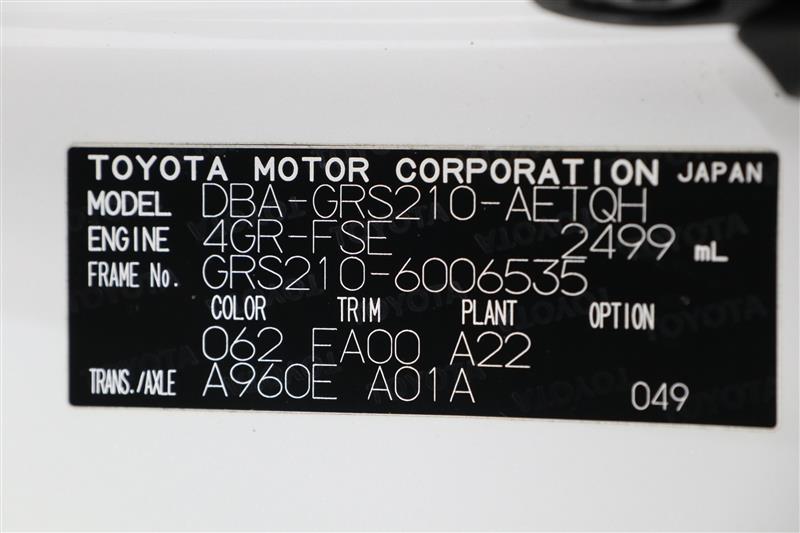 TOYOTA MOTOR CORPORATION JAPAN
MODEL DBA-GRS210-AETQH
ENGINE 4GR-FSE 2499 mL
FRAME No. GRS210-6006535
COLOR TRIM PLANT OPTION
062 FA00 A22
TRANS./AXLE A960E A01A 049